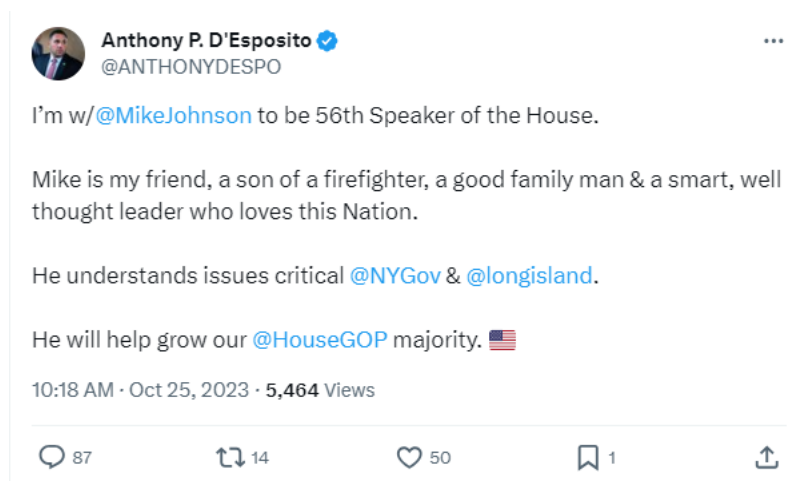 Anthony P. D'Esposito
@ANTHONYDESPO
I’m w/@MikeJohnson to be 56th Speaker of the House.
Mike is my friend, a son of a firefighter, a good family man & a smart, well
thought leader who loves this Nation.
He understands issues critical @NYGov & @longisland.
He will help grow our @HouseGOP majority. 🇺🇸
10:18 AM · Oct 25, 2023 · 5,464 Views
87 14 50 1